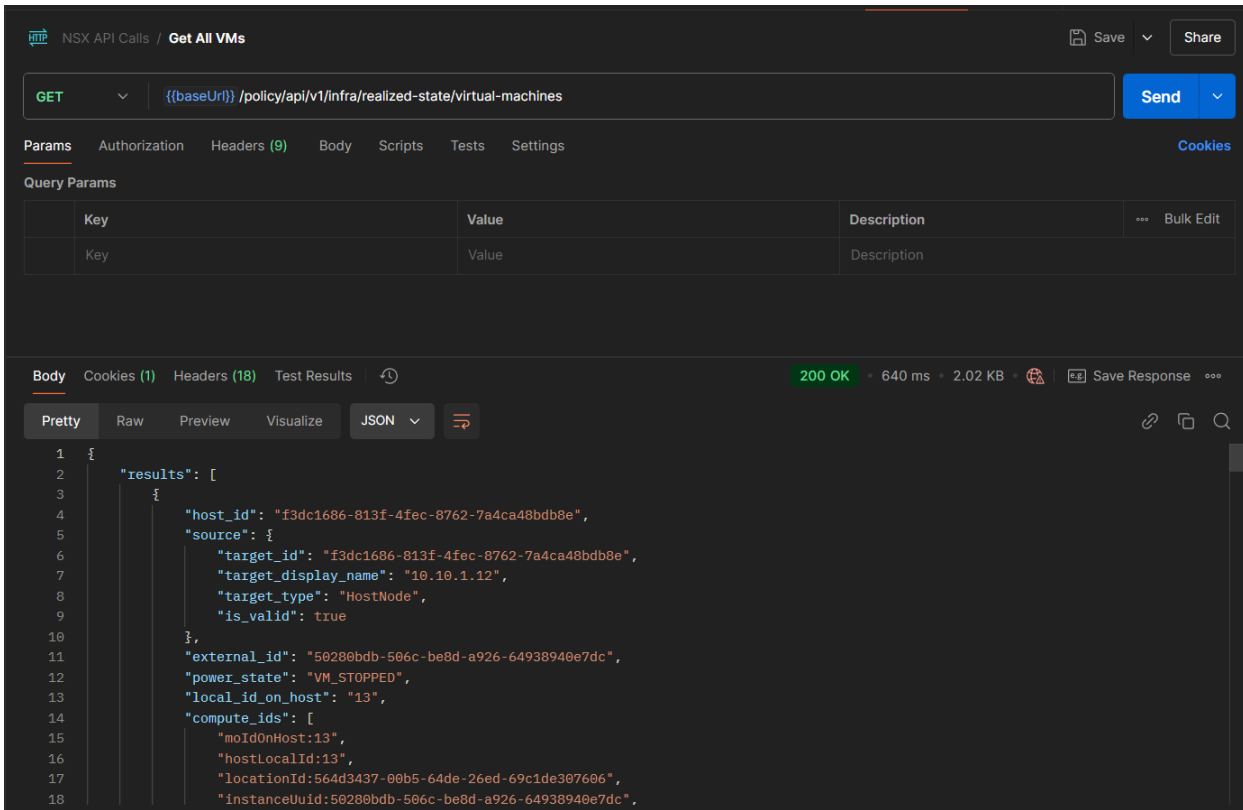 HTTP NSX API Calls / Get All VMs Save Share
GET {{baseUrl}} /policy/api/v1/infra/realized-state/virtual-machines Send
Params Authorization Headers (9) Body Scripts Tests Settings Cookies
Query Params
Key Value Description Bulk Edit
Key Value Description
Body Cookies (1) Headers (18) Test Results 200 OK 640 ms 2.02 KB e.g. Save Response
Pretty Raw Preview Visualize JSON
1 {
2 "results": [
3 {
4 "host_id": "f3dc1686-813f-4fec-8762-7a4ca48bdb8e",
5 "source": {
6 "target_id": "f3dc1686-813f-4fec-8762-7a4ca48bdb8e",
7 "target_display_name": "10.10.1.12",
8 "target_type": "HostNode",
9 "is_valid": true
10 },
11 "external_id": "50280bdb-506c-be8d-a926-64938940e7dc",
12 "power_state": "VM_STOPPED",
13 "local_id_on_host": "13",
14 "compute_ids": [
15 "moIdOnHost:13",
16 "hostLocalId:13",
17 "locationId:564d3437-00b5-64de-26ed-69c1de307606",
18 "instanceUuid:50280bdb-506c-be8d-a926-64938940e7dc",